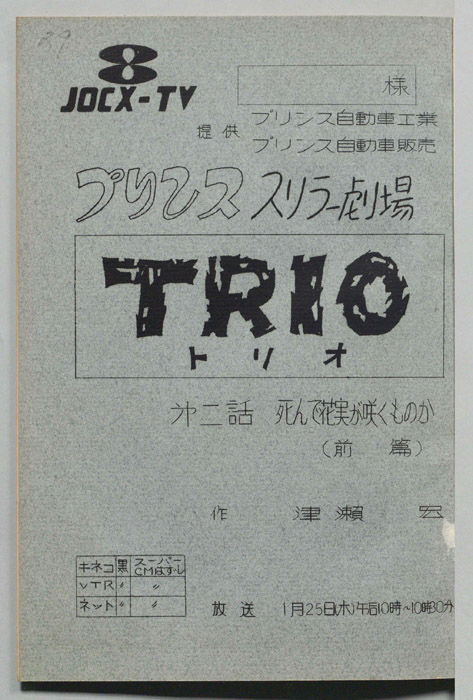 39
8
JOCX-TV
様
提供 プリンス自動車工業
プリンス自動車販売
プリンス スリラー劇場
TRIO
トリオ
第二話 死んで花実が咲くものか
(前篇)
作 津瀬 宏
キネコ 黒 スーパー CMはずし
VTR 〃 〃
ネット 〃 〃
放送 1月25日(水)午后10時~10時30分